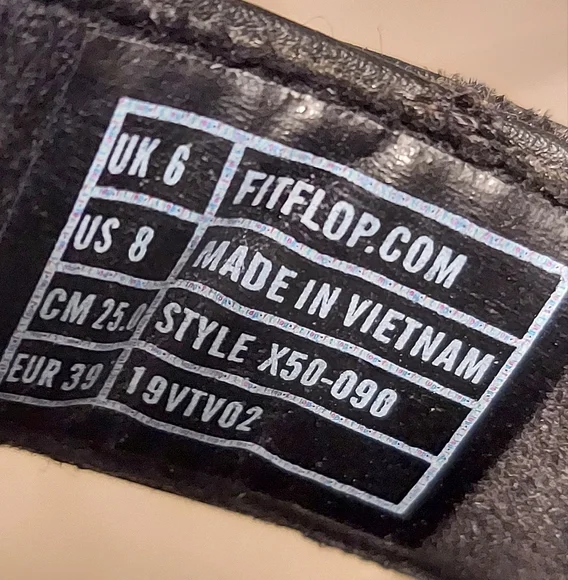 UK 6 FITFLOP.COM
US 8 MADE IN VIETNAM
CM 25.0 STYLE X50-090
EUR 39 19VTV02